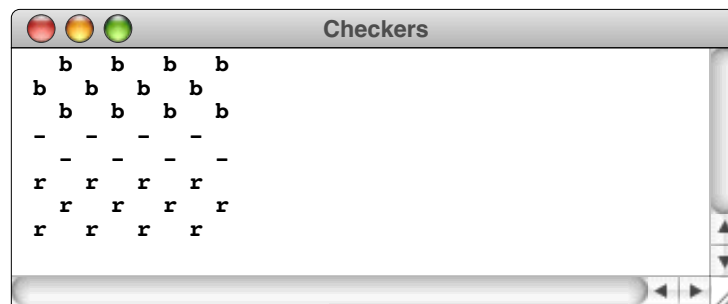 Checkers
  b   b   b   b
b   b   b   b
  b   b   b   b
-   -   -   -
  -   -   -   -
r   r   r   r
  r   r   r   r
r   r   r   r